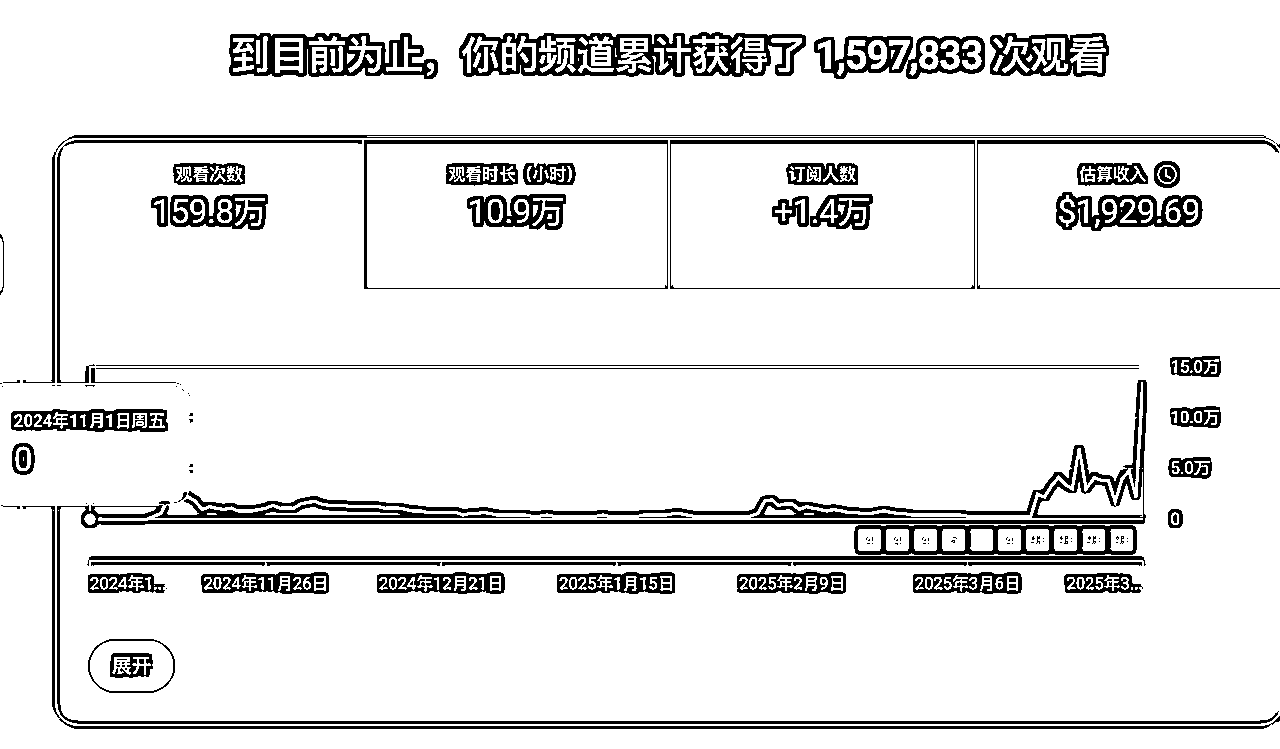 到目前为止，你的频道累计获得了 1,597,833 次观看
观看次数
159.8万
观看时长（小时）
10.9万
订阅人数
+1.4万
估算收入
$1,929.69
15.0万
10.0万
5.0万
0
2024年11月1日周五
0
2024年1...
2024年11月26日
2024年12月21日
2025年1月15日
2025年2月9日
2025年3月6日
2025年3...
展开